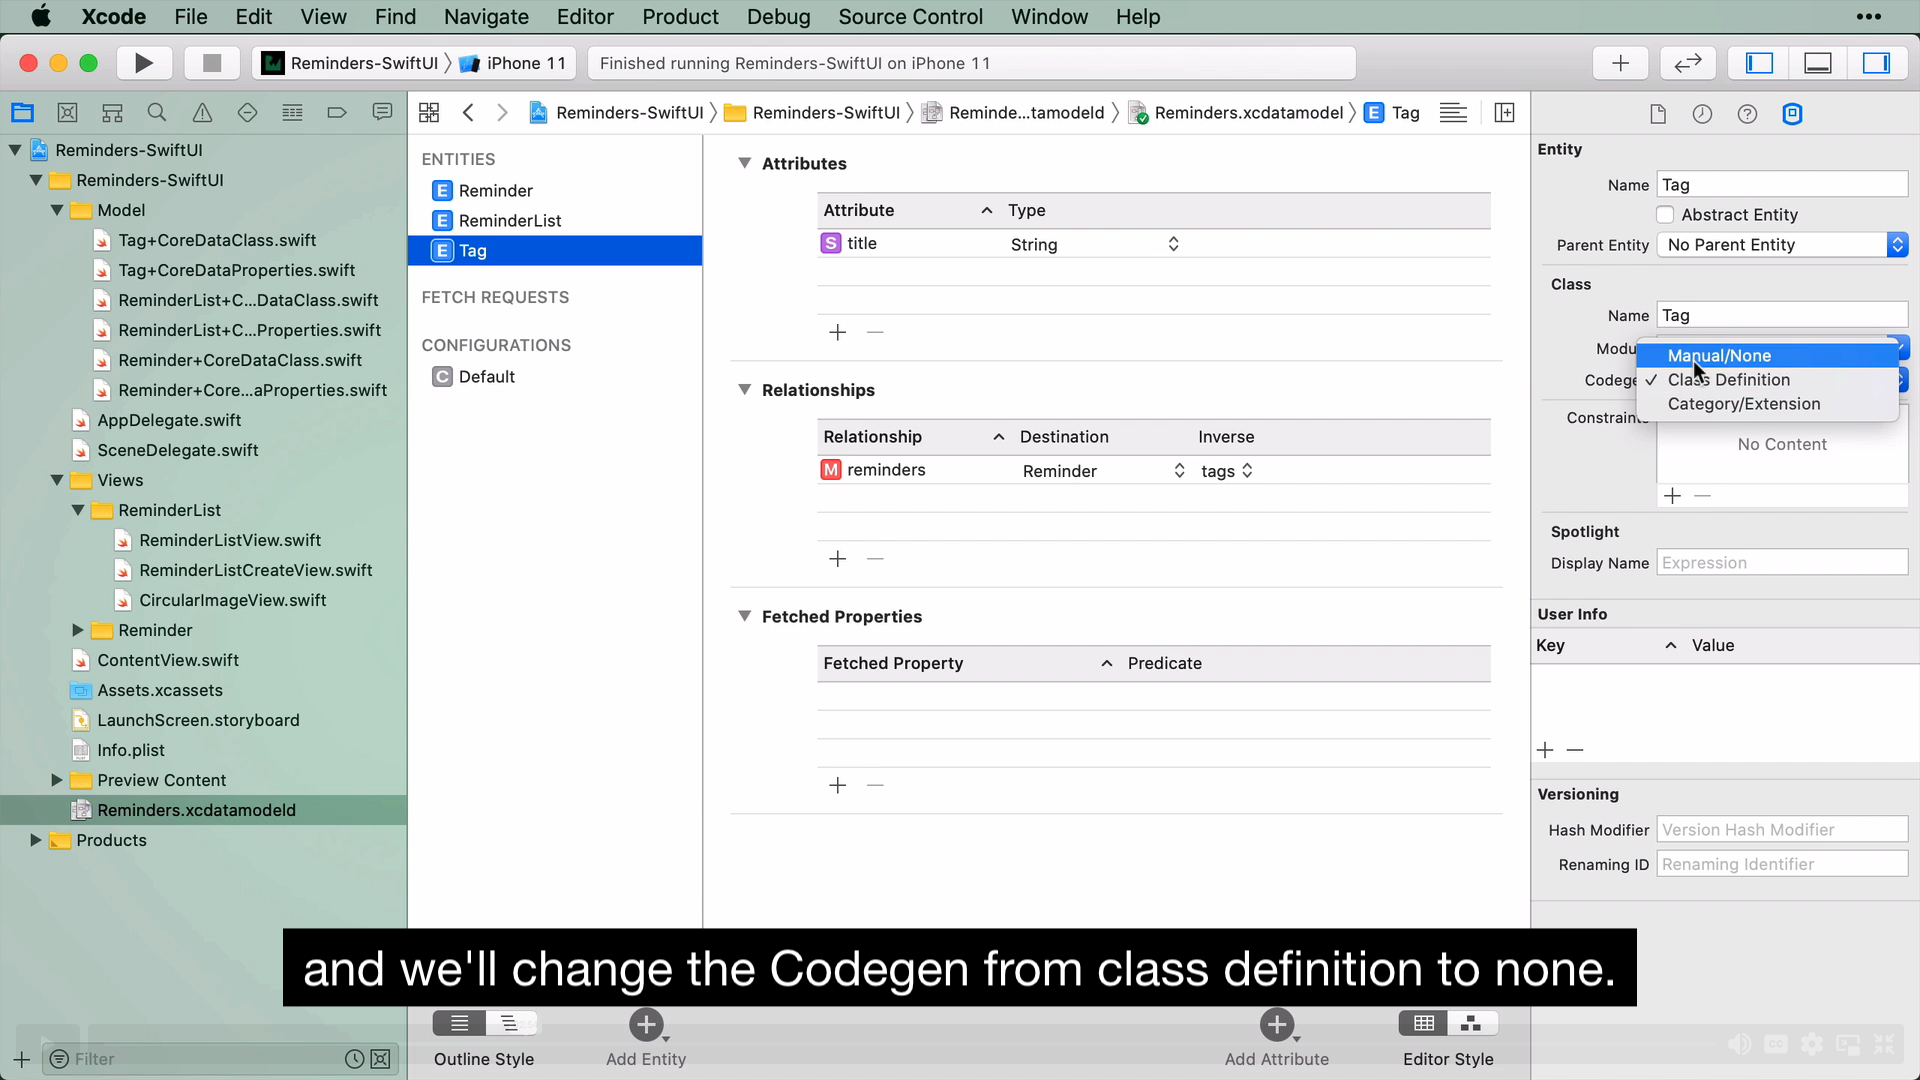 Xcode File Edit View Find Navigate Editor Product Debug Source Control Window Help
Reminders-SwiftUI iPhone 11
Finished running Reminders-SwiftUI on iPhone 11
Reminders-SwiftUI Reminders-SwiftUI Reminde...tamodeld Reminders.xcdatamodel E Tag
Reminders-SwiftUI
Reminders-SwiftUI
Model
Tag+CoreDataClass.swift
Tag+CoreDataProperties.swift
ReminderList+C...DataClass.swift
ReminderList+C...Properties.swift
Reminder+CoreDataClass.swift
Reminder+Core...aProperties.swift
AppDelegate.swift
SceneDelegate.swift
Views
ReminderList
ReminderListView.swift
ReminderListCreateView.swift
CircularImageView.swift
Reminder
ContentView.swift
Assets.xcassets
LaunchScreen.storyboard
Info.plist
Preview Content
Reminders.xcdatamodeld
Products
Filter
ENTITIES
E Reminder
E ReminderList
E Tag
FETCH REQUESTS
CONFIGURATIONS
C Default
Attributes
Attribute Type
S title String
Relationships
Relationship Destination Inverse
M reminders Reminder tags
Fetched Properties
Fetched Property Predicate
Entity
Name Tag
Abstract Entity
Parent Entity No Parent Entity
Class
Name Tag
Modu
Manual/None
Codege
Class Definition
Category/Extension
Constraints
No Content
Spotlight
Display Name Expression
User Info
Key Value
Versioning
Hash Modifier Version Hash Modifier
Renaming ID Renaming Identifier
and we'll change the Codegen from class definition to none.
Outline Style Add Entity Add Attribute Editor Style
CC